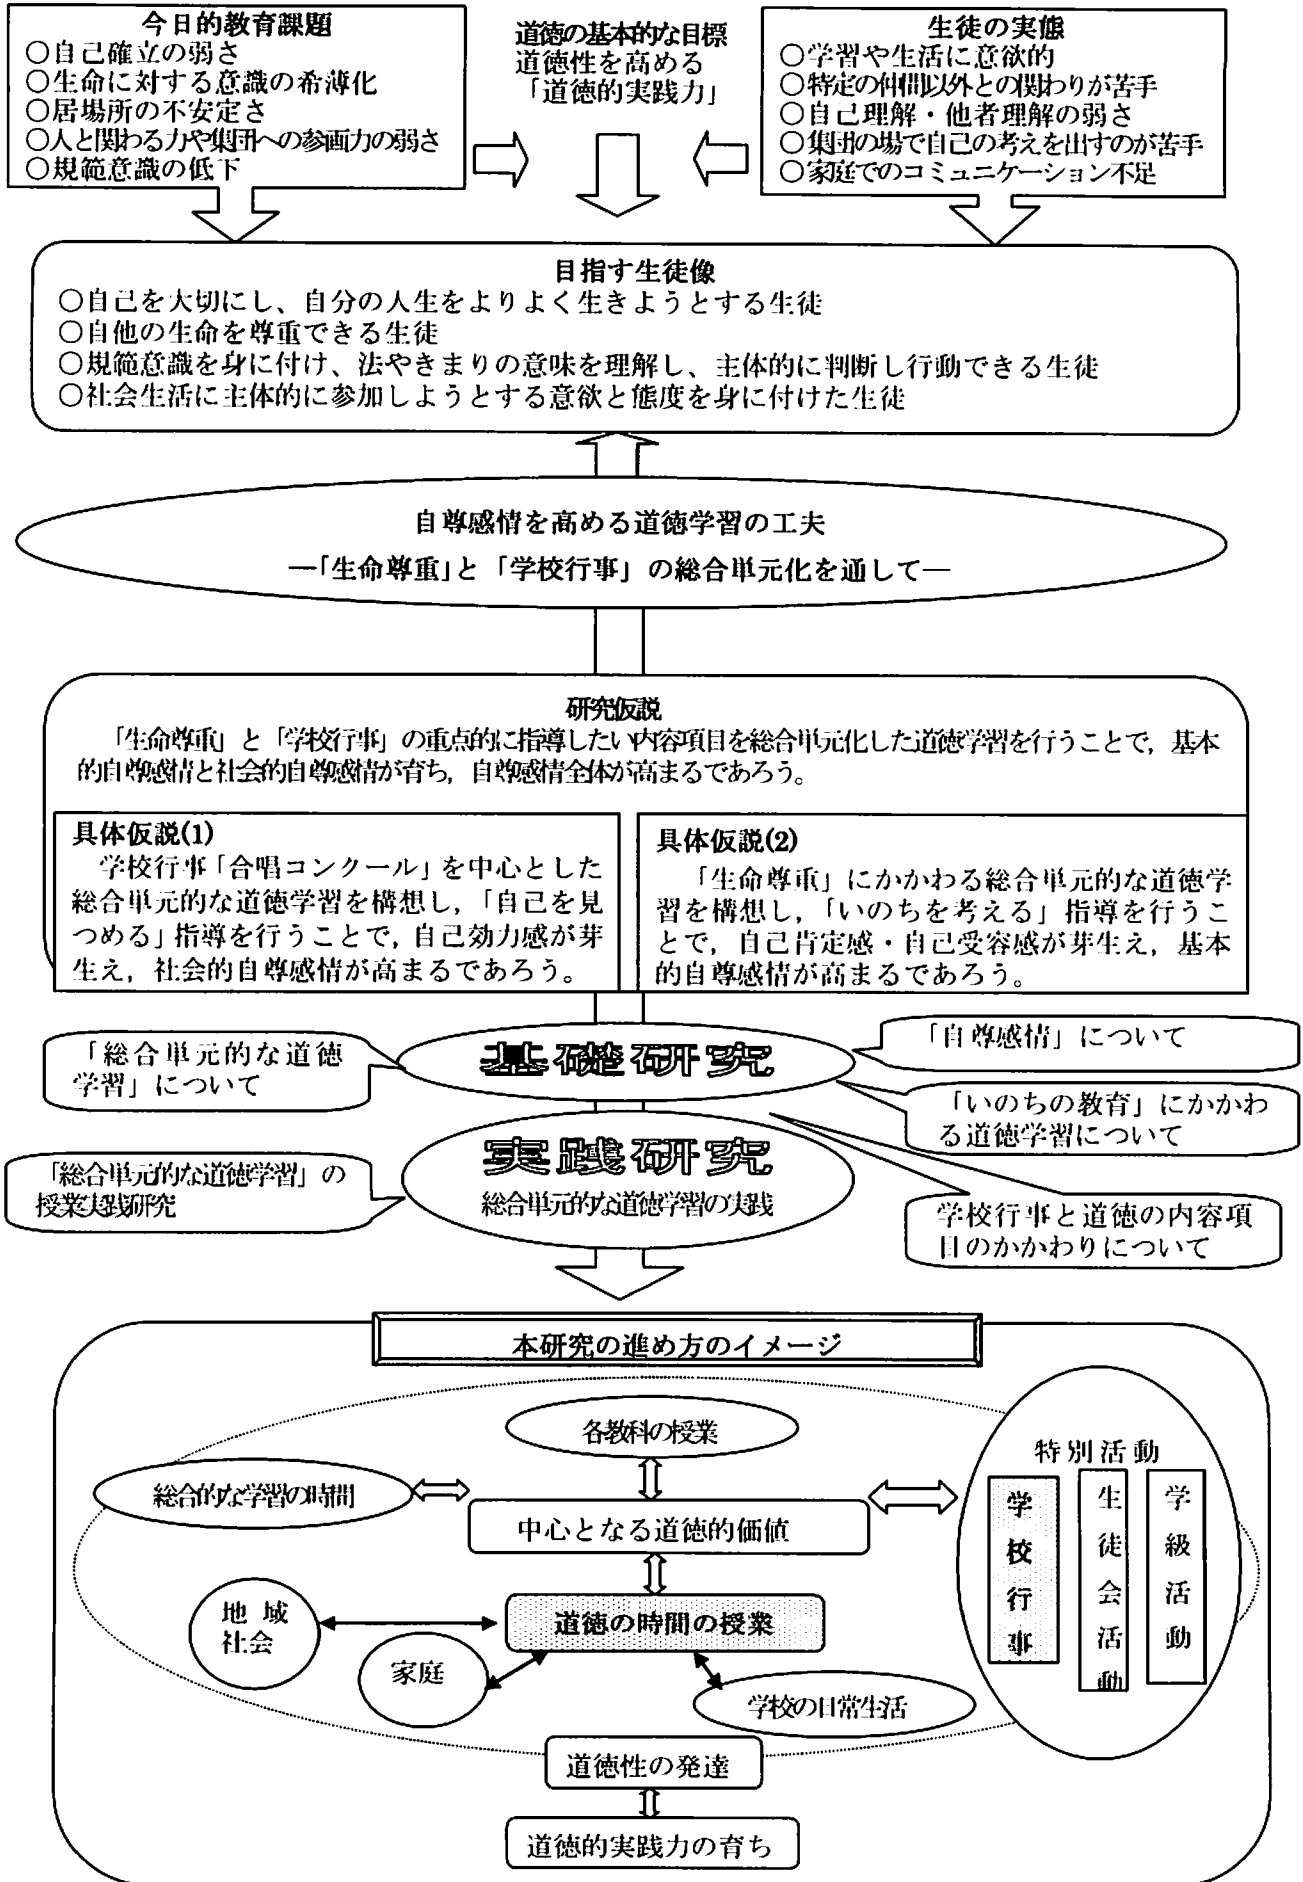 今日的教育課題
○自己確立の弱さ
○生命に対する意識の希薄化
○居場所の不安定さ
○人と関わる力や集団への参画力の弱さ
○規範意識の低下
道徳の基本的な目標
道徳性を高める
「道徳的実践力」
生徒の実態
○学習や生活に意欲的
○特定の仲間以外との関わりが苦手
○自己理解・他者理解の弱さ
○集団の場で自己の考えを出すのが苦手
○家庭でのコミュニケーション不足
目指す生徒像
○自己を大切にし、自分の人生をよりよく生きようとする生徒
○自他の生命を尊重できる生徒
○規範意識を身に付け、法やきまりの意味を理解し、主体的に判断し行動できる生徒
○社会生活に主体的に参加しようとする意欲と態度を身に付けた生徒
自尊感情を高める道徳学習の工夫
―「生命尊重」と「学校行事」の総合単元化を通して―
研究仮説
「生命尊重」と「学校行事」の重点的に指導したい内容項目を総合単元化した道徳学習を行うことで，基本
的自尊感情と社会的自尊感情が育ち，自尊感情全体が高まるであろう。
具体仮説(1)
学校行事「合唱コンクール」を中心とした
総合単元的な道徳学習を構想し，「自己を見
つめる」指導を行うことで，自己効力感が芽
生え，社会的自尊感情が高まるであろう。
具体仮説(2)
「生命尊重」にかかわる総合単元的な道徳学
習を構想し，「いのちを考える」指導を行うこ
とで，自己肯定感・自己受容感が芽生え，基本
的自尊感情が高まるであろう。
「総合単元的な道徳
学習」について
基礎研究
「自尊感情」について
「いのちの教育」にかかわ
る道徳学習について
「総合単元的な道徳学習」の
授業実践研究
実践研究
総合単元的な道徳学習の実践
学校行事と道徳の内容項
目のかかわりについて
本研究の進め方のイメージ
各教科の授業
総合的な学習の時間
中心となる道徳的価値
特別活動
学校行事
生徒会活動
学級活動
地域
社会
道徳の時間の授業
家庭
学校の日常生活
道徳性の発達
道徳的実践力の育ち